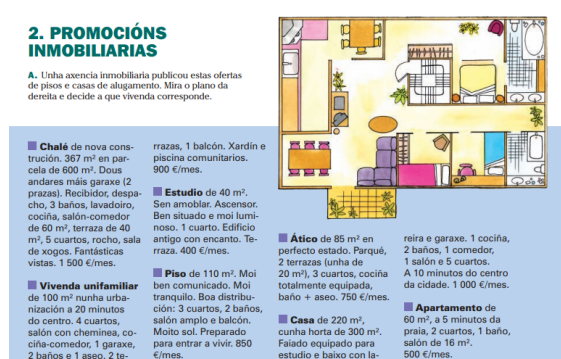 2. PROMOCIÓNS
INMOBILIARIAS
A. Unha axencia inmobiliaria publicou estas ofertas
de pisos e casas de alugamento. Mira o plano da
dereita e decide a que vivenda corresponde.
Chalé de nova cons-
trución. 367 m² en par-
cela de 600 m². Dous
andares máis garaxe (2
prazas). Recibidor, despa-
cho, 3 baños, lavadoiro,
cociña, salón-comedor
de 60 m², terraza de 40
m², 5 cuartos, rocho, sala
de xogos. Fantásticas
vistas. 1 500 €/mes.
Vivenda unifamiliar
de 100 m² nunha urba-
nización a 20 minutos
do centro. 4 cuartos,
salón con cheminea, co-
ciña-comedor, 1 garaxe,
2 baños e 1 aseo. 2 te-
rrazas, 1 balcón. Xardín e
piscina comunitarios.
900 €/mes.
Estudio de 40 m².
Sen amoblar. Ascensor.
Ben situado e moi lumi-
noso. 1 cuarto. Edificio
antigo con encanto. Te-
rraza. 400 €/mes.
Piso de 110 m². Moi
ben comunicado. Moi
tranquilo. Boa distribu-
ción: 3 cuartos, 2 baños,
salón amplo e balcón.
Moito sol. Preparado
para entrar a vivir. 850
€/mes.
Ático de 85 m² en
perfecto estado. Parqué,
2 terrazas (unha de
20 m²), 3 cuartos, cociña
totalmente equipada,
baño + aseo. 750 €/mes.
Casa de 220 m²,
cunha horta de 300 m².
Faiado equipado para
estudio e baixo con la-
reira e garaxe. 1 cociña,
2 baños, 1 comedor,
1 salón e 5 cuartos.
A 10 minutos do centro
da cidade. 1 000 €/mes.
Apartamento de
60 m², a 5 minutos da
praia, 2 cuartos, 1 baño,
salón de 16 m².
500 €/mes.